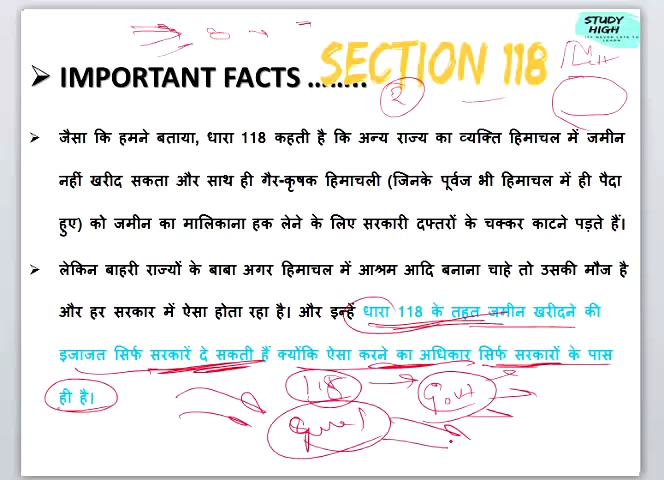 STUDY
HIGH
SECTION 118
➤ IMPORTANT FACTS ........
➤ जैसा कि हमने बताया, धारा 118 कहती है कि अन्य राज्य का व्यक्ति हिमाचल में जमीन
नहीं खरीद सकता और साथ ही गैर-कृषक हिमाचली (जिनके पूर्वज भी हिमाचल में ही पैदा
हुए) को जमीन का मालिकाना हक लेने के लिए सरकारी दफ्तरों के चक्कर काटने पड़ते हैं।
➤ लेकिन बाहरी राज्यों के बाबा अगर हिमाचल में आश्रम आदि बनाना चाहे तो उसकी मौज है
और हर सरकार में ऐसा होता रहा है। और इन्हें धारा 118 के तहत जमीन खरीदने की
इजाजत सिर्फ सरकारें दे सकती हैं क्योंकि ऐसा करने का अधिकार सिर्फ सरकारों के पास
ही है।
118 Govt